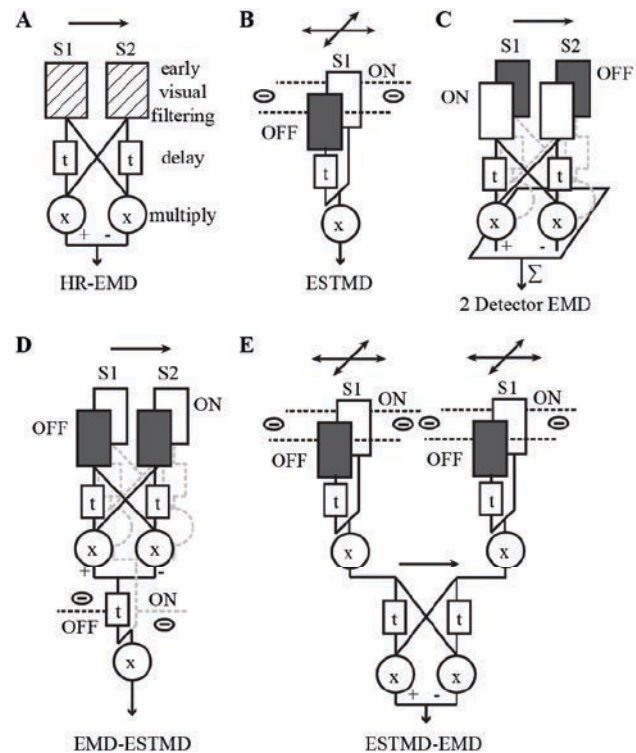 A
S1 S2
early
visual
filtering
t t delay
x x multiply
+ -
HR-EMD
B
S1
ON
OFF
t
x
ESTMD
C
S1 S2
OFF
ON
t t
x x
+ -
Σ
2 Detector EMD
D
S1 S2
ON
OFF
t t
x x
+ -
t
ON
OFF
x
EMD-ESTMD
E
S1 S1
ON ON
OFF OFF
t t
x x
t t
x x
+ -
ESTMD-EMD